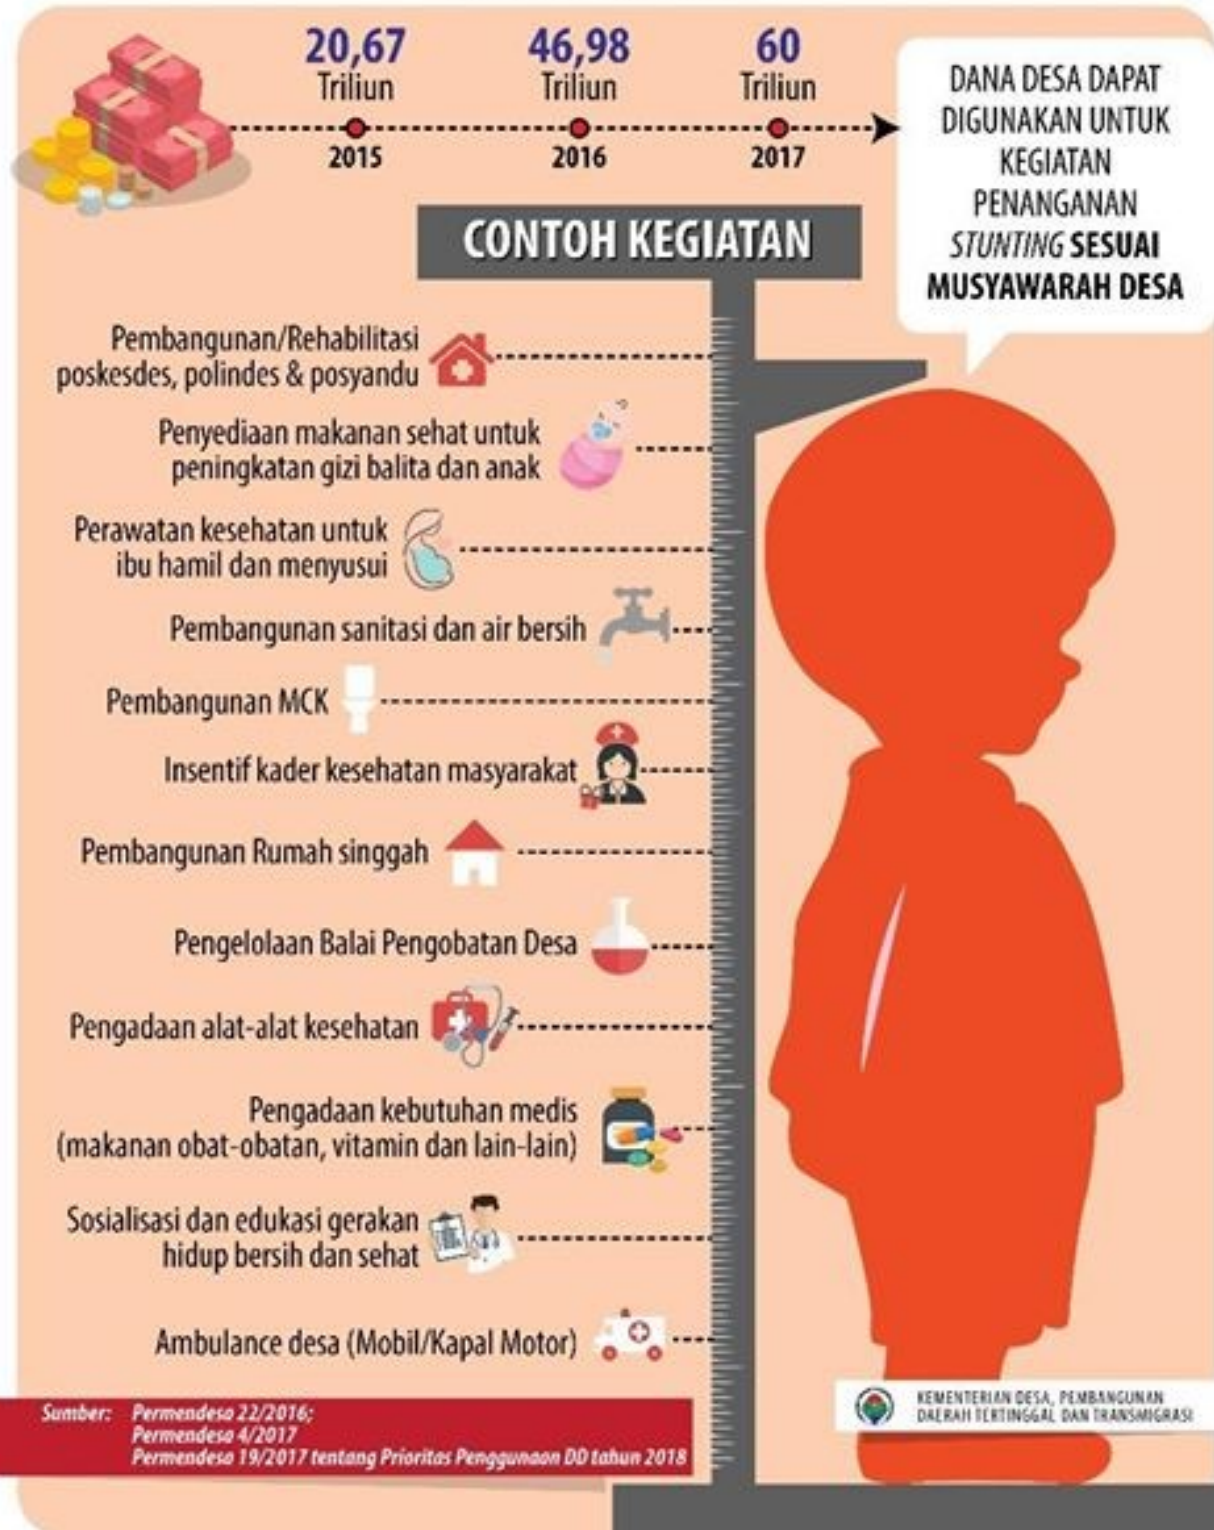 20,67
Triliun
2015
46,98
Triliun
2016
60
Triliun
2017
DANA DESA DAPAT
DIGUNAKAN UNTUK
KEGIATAN
PENANGANAN
STUNTING SESUAI
MUSYAWARAH DESA
CONTOH KEGIATAN
Pembangunan/Rehabilitasi
poskesdes, polindes & posyandu
Penyediaan makanan sehat untuk
peningkatan gizi balita dan anak
Perawatan kesehatan untuk
ibu hamil dan menyusui
Pembangunan sanitasi dan air bersih
Pembangunan MCK
Insentif kader kesehatan masyarakat
Pembangunan Rumah singgah
Pengelolaan Balai Pengobatan Desa
Pengadaan alat-alat kesehatan
Pengadaan kebutuhan medis
(makanan obat-obatan, vitamin dan lain-lain)
Sosialisasi dan edukasi gerakan
hidup bersih dan sehat
Ambulance desa (Mobil/Kapal Motor)
Sumber: Permendesa 22/2016;
Permendesa 4/2017
Permendesa 19/2017 tentang Prioritas Penggunaan DD tahun 2018
KEMENTERIAN DESA, PEMBANGUNAN
DAERAH TERTINGGAL DAN TRANSMIGRASI